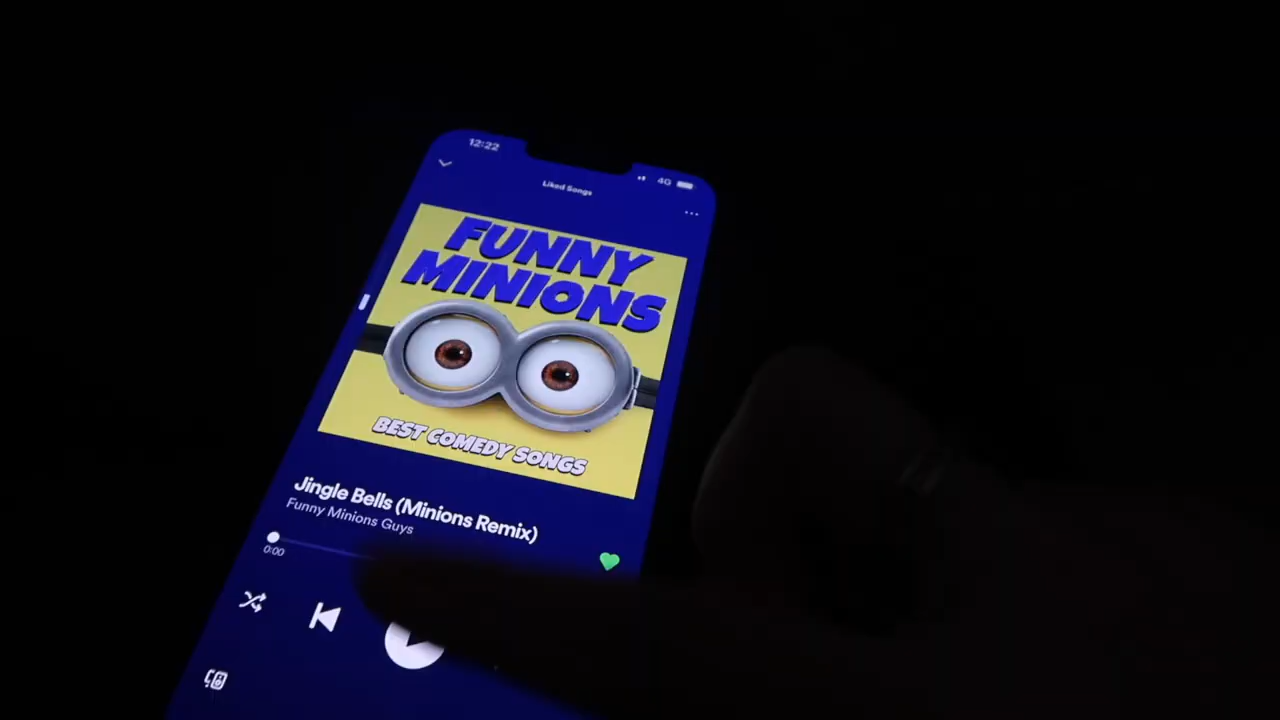 12:22
4G
Liked Songs
FUNNY
MINIONS
BEST COMEDY SONGS
Jingle Bells (Minions Remix)
Funny Minions Guys
0:00